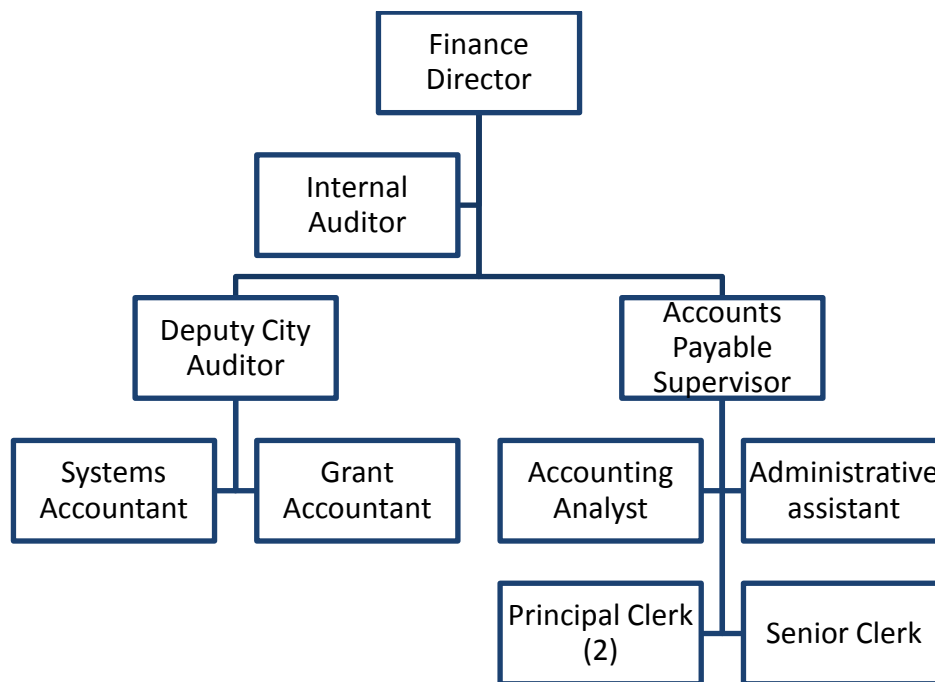 Finance
Director
Internal
Auditor
Deputy City
Auditor
Accounts
Payable
Supervisor
Systems
Accountant
Grant
Accountant
Accounting
Analyst
Administrative
assistant
Principal Clerk
(2)
Senior Clerk